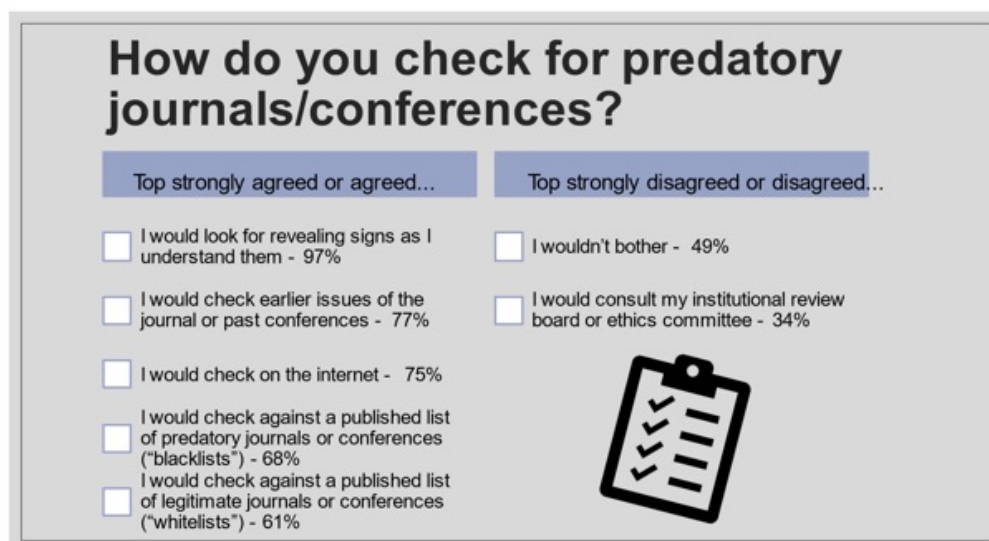 How do you check for predatory
journals/conferences?
Top strongly agreed or agreed...
I would look for revealing signs as I
understand them - 97%
I would check earlier issues of the
journal or past conferences - 77%
I would check on the internet - 75%
I would check against a published list
of predatory journals or conferences
(“blacklists”) - 68%
I would check against a published list
of legitimate journals or conferences
(“whitelists”) - 61%
Top strongly disagreed or disagreed...
I wouldn’t bother - 49%
I would consult my institutional review
board or ethics committee - 34%